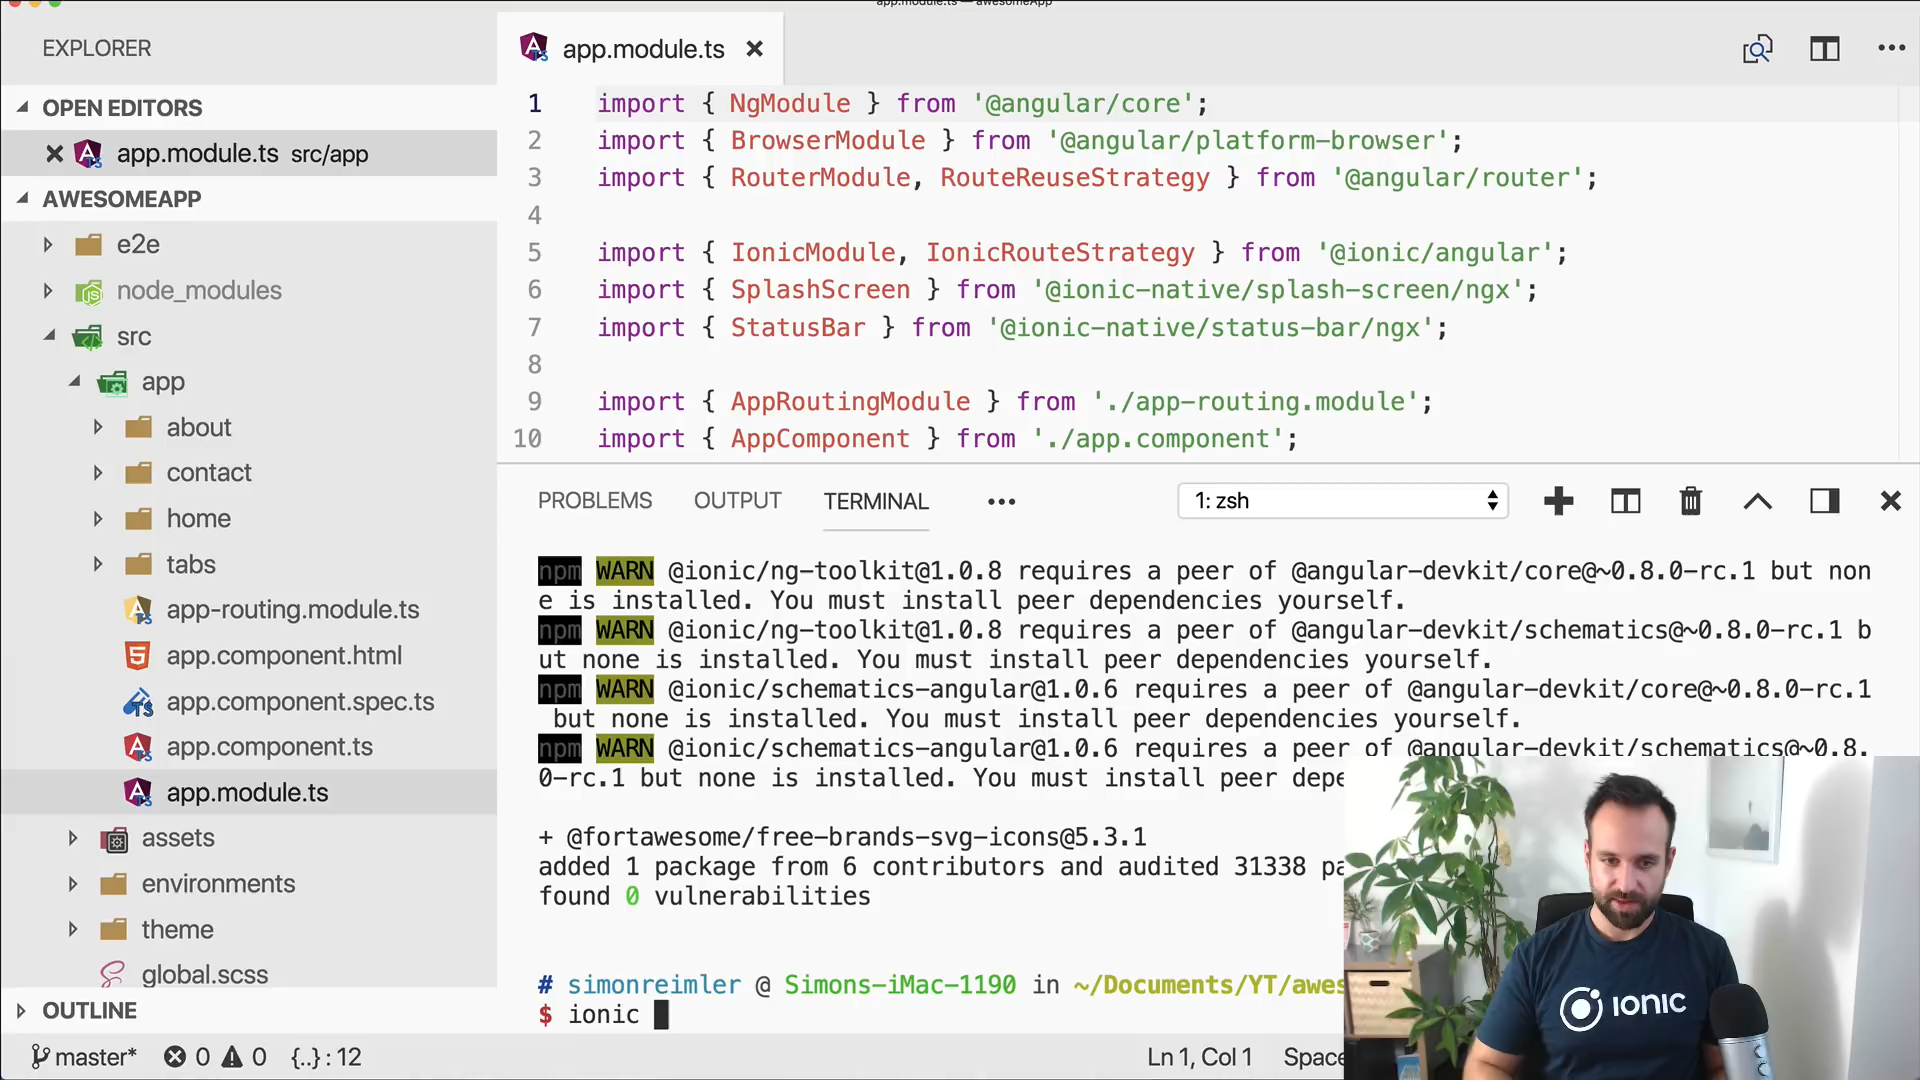 app.module.ts — awesomeApp
EXPLORER
OPEN EDITORS
app.module.ts src/app
AWESOMEAPP
e2e
node_modules
src
app
about
contact
home
tabs
app-routing.module.ts
app.component.html
app.component.spec.ts
app.component.ts
app.module.ts
assets
environments
theme
global.scss
OUTLINE
app.module.ts
1 import { NgModule } from '@angular/core';
2 import { BrowserModule } from '@angular/platform-browser';
3 import { RouterModule, RouteReuseStrategy } from '@angular/router';
4
5 import { IonicModule, IonicRouteStrategy } from '@ionic/angular';
6 import { SplashScreen } from '@ionic-native/splash-screen/ngx';
7 import { StatusBar } from '@ionic-native/status-bar/ngx';
8
9 import { AppRoutingModule } from './app-routing.module';
10 import { AppComponent } from './app.component';
PROBLEMS OUTPUT TERMINAL ••• 1: zsh
npm WARN @ionic/ng-toolkit@1.0.8 requires a peer of @angular-devkit/core@~0.8.0-rc.1 but non
e is installed. You must install peer dependencies yourself.
npm WARN @ionic/ng-toolkit@1.0.8 requires a peer of @angular-devkit/schematics@~0.8.0-rc.1 b
ut none is installed. You must install peer dependencies yourself.
npm WARN @ionic/schematics-angular@1.0.6 requires a peer of @angular-devkit/core@~0.8.0-rc.1
but none is installed. You must install peer dependencies yourself.
npm WARN @ionic/schematics-angular@1.0.6 requires a peer of @angular-devkit/schematics@~0.8.
0-rc.1 but none is installed. You must install peer depe
+ @fortawesome/free-brands-svg-icons@5.3.1
added 1 package from 6 contributors and audited 31338 pa
found 0 vulnerabilities
# simonreimler @ Simons-iMac-1190 in ~/Documents/YT/awes
$ ionic
IONIC
master* 0 0 {..} : 12 Ln 1, Col 1 Space